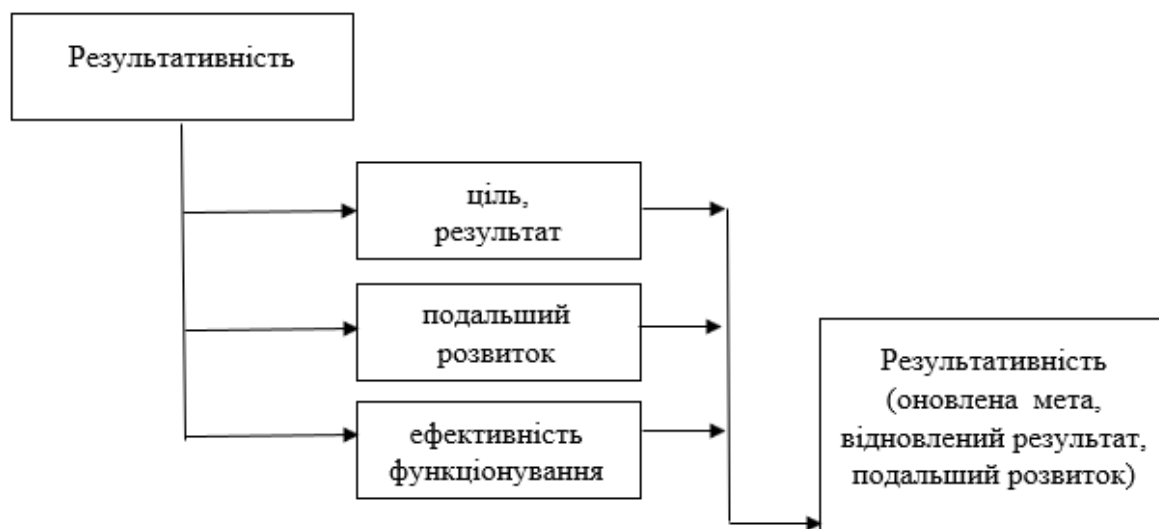 Результативність
ціль,
результат
подальший
розвиток
ефективність
функціонування
Результативність
(оновлена мета,
відновлений результат,
подальший розвиток)